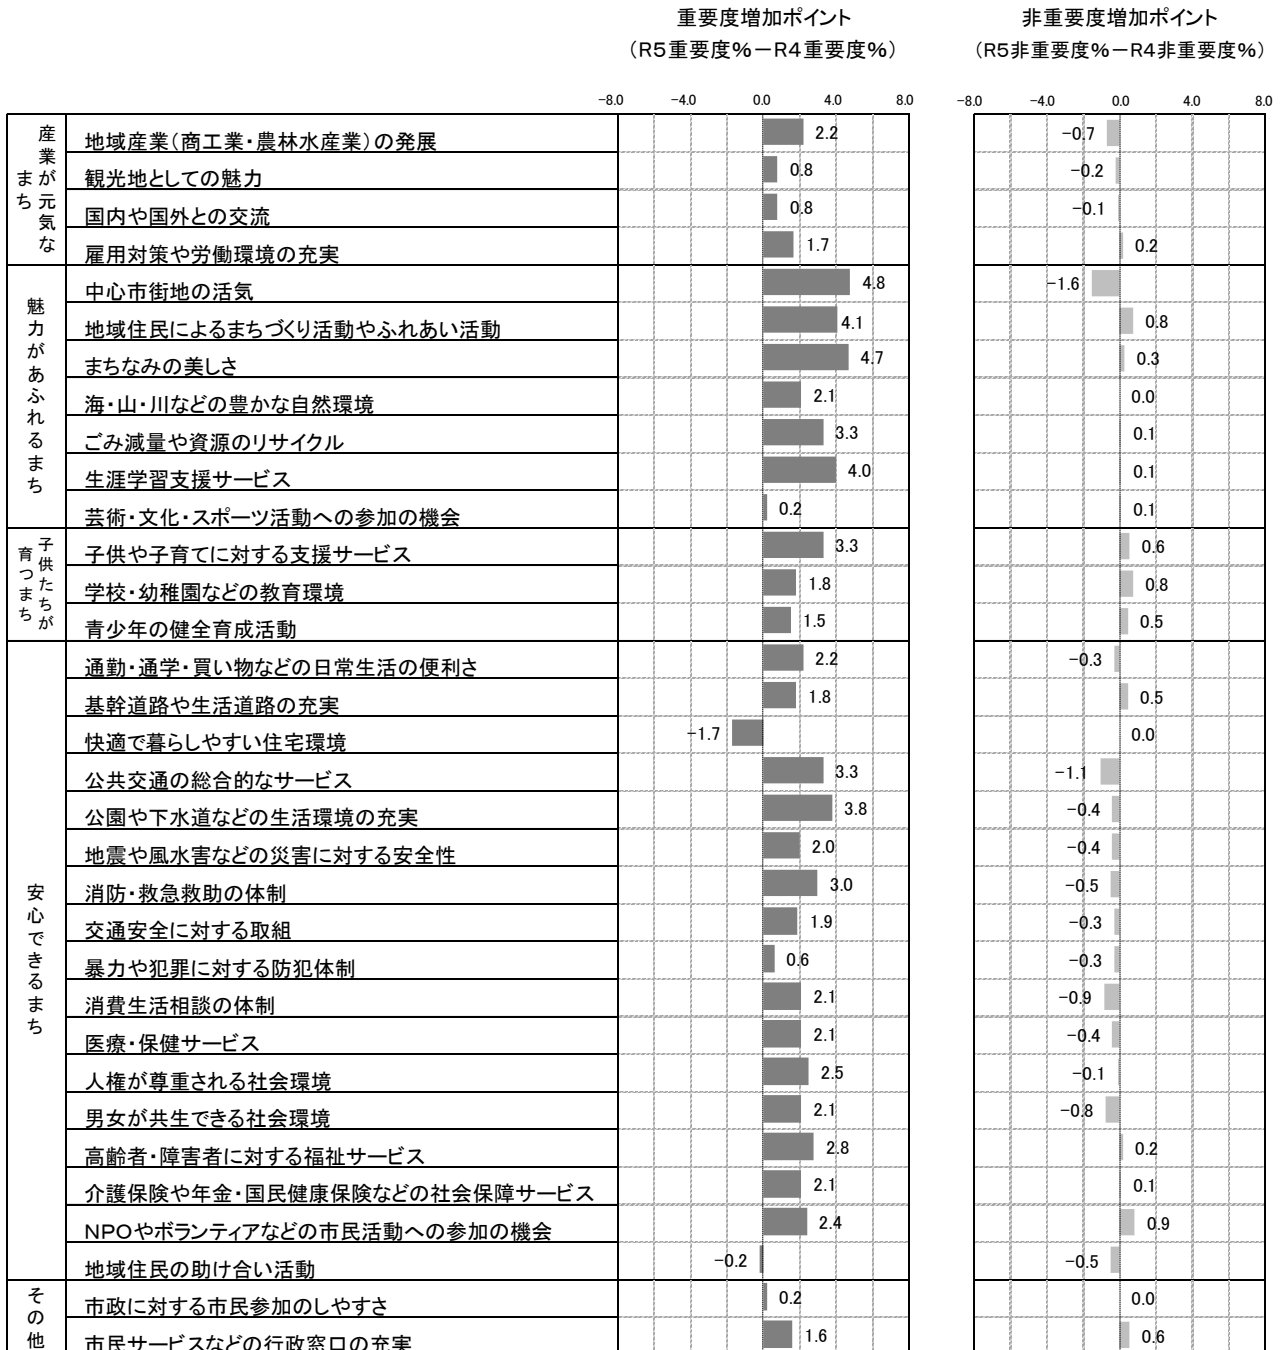 重要度増加ポイント 非重要度増加ポイント
（R5重要度%－R4重要度%） （R5非重要度%－R4非重要度%）
-8.0 -4.0 0.0 4.0 8.0 -8.0 -4.0 0.0 4.0 8.0
産業が元気なまち
地域産業（商工業・農林水産業）の発展 2.2 -0.7
観光地としての魅力 0.8 -0.2
国内や国外との交流 0.8 -0.1
雇用対策や労働環境の充実 1.7 0.2
魅力があふれるまち
中心市街地の活気 4.8 -1.6
地域住民によるまちづくり活動やふれあい活動 4.1 0.8
まちなみの美しさ 4.7 0.3
海・山・川などの豊かな自然環境 2.1 0.0
ごみ減量や資源のリサイクル 3.3 0.1
生涯学習支援サービス 4.0 0.1
芸術・文化・スポーツ活動への参加の機会 0.2 0.1
子供たちが育つまち
子供や子育てに対する支援サービス 3.3 0.6
学校・幼稚園などの教育環境 1.8 0.8
青少年の健全育成活動 1.5 0.5
安心できるまち
通勤・通学・買い物などの日常生活の便利さ 2.2 -0.3
基幹道路や生活道路の充実 1.8 0.5
快適で暮らしやすい住宅環境 -1.7 0.0
公共交通の総合的なサービス 3.3 -1.1
公園や下水道などの生活環境の充実 3.8 -0.4
地震や風水害などの災害に対する安全性 2.0 -0.4
消防・救急救助の体制 3.0 -0.5
交通安全に対する取組 1.9 -0.3
暴力や犯罪に対する防犯体制 0.6 -0.3
消費生活相談の体制 2.1 -0.9
医療・保健サービス 2.1 -0.4
人権が尊重される社会環境 2.5 -0.1
男女が共生できる社会環境 2.1 -0.8
高齢者・障害者に対する福祉サービス 2.8 0.2
介護保険や年金・国民健康保険などの社会保障サービス 2.1 0.1
NPOやボランティアなどの市民活動への参加の機会 2.4 0.9
地域住民の助け合い活動 -0.2 -0.5
その他
市政に対する市民参加のしやすさ 0.2 0.0
市民サービスなどの行政窓口の充実 1.6 0.6